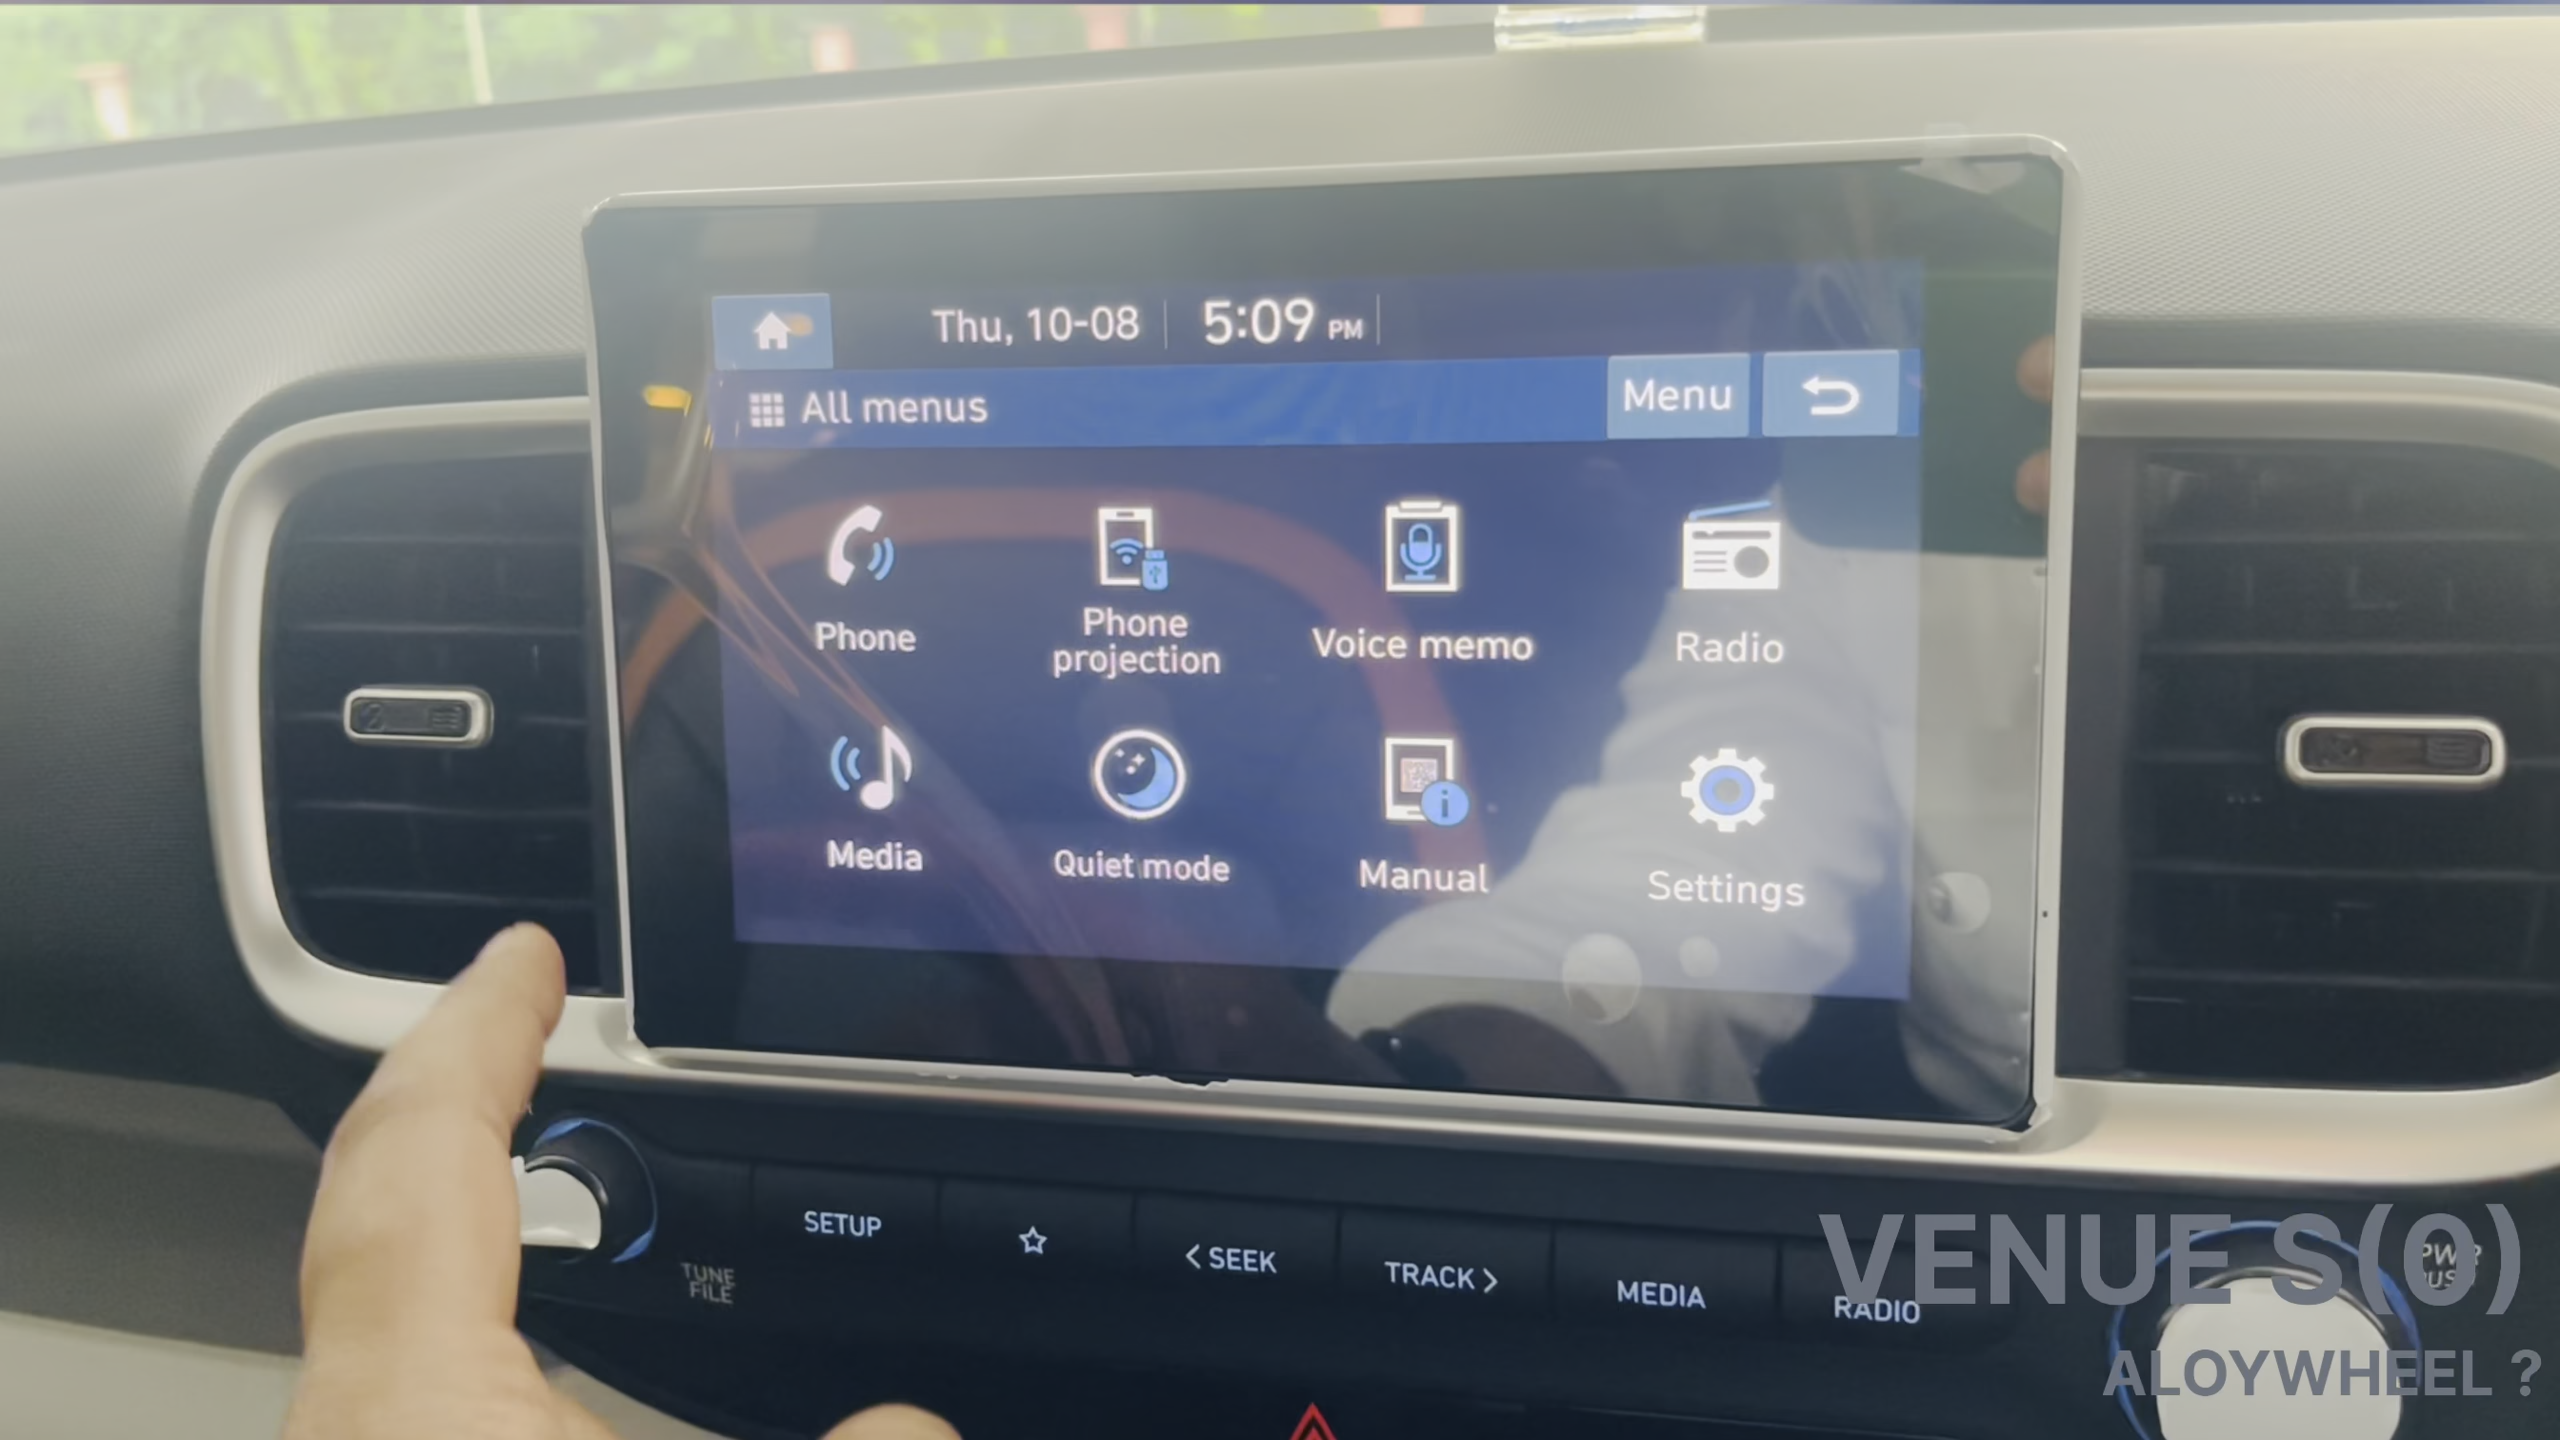 Thu, 10-08 5:09 PM
All menus
Menu
Phone
Phone
projection
Voice memo
Radio
Media
Quiet mode
Manual
Settings
TUNE
FILE
SETUP
< SEEK
TRACK >
MEDIA
RADIO
PWR
VENUE S(O)
ALOYWHEEL ?